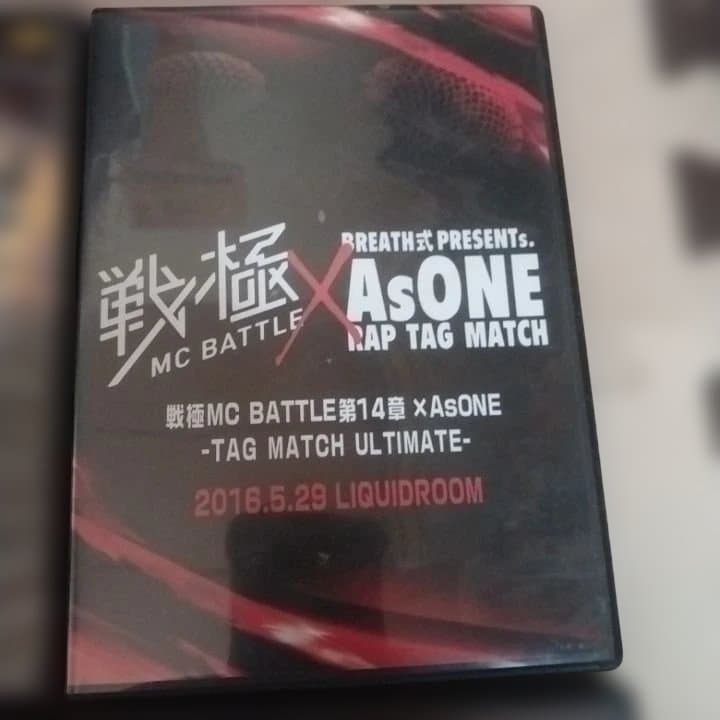 戦極
MC BATTLE
×
BREATH式 PRESENTs.
AsONE
RAP TAG MATCH
戦極MC BATTLE第14章×AsONE
-TAG MATCH ULTIMATE-
2016.5.29 LIQUIDROOM